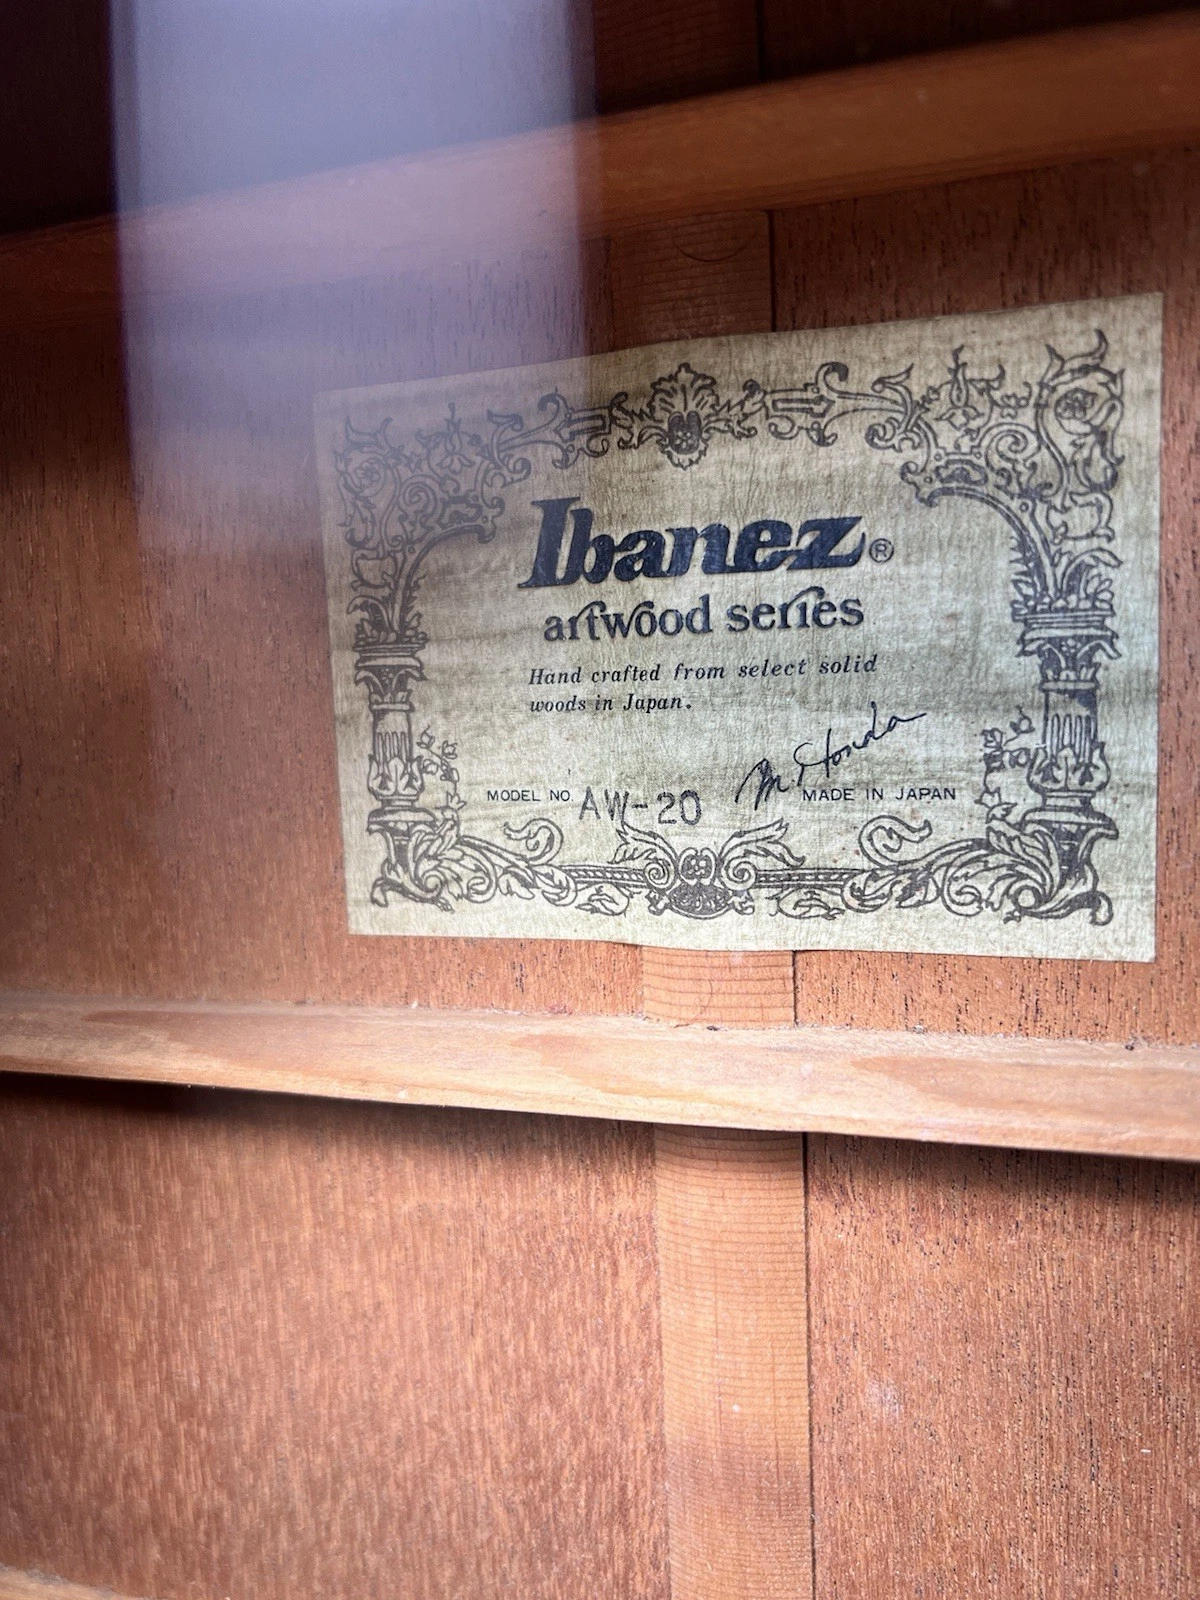 Ibanez®
artwood series
Hand crafted from select solid
woods in Japan.
M. Honda
MODEL NO. AW-20 MADE IN JAPAN